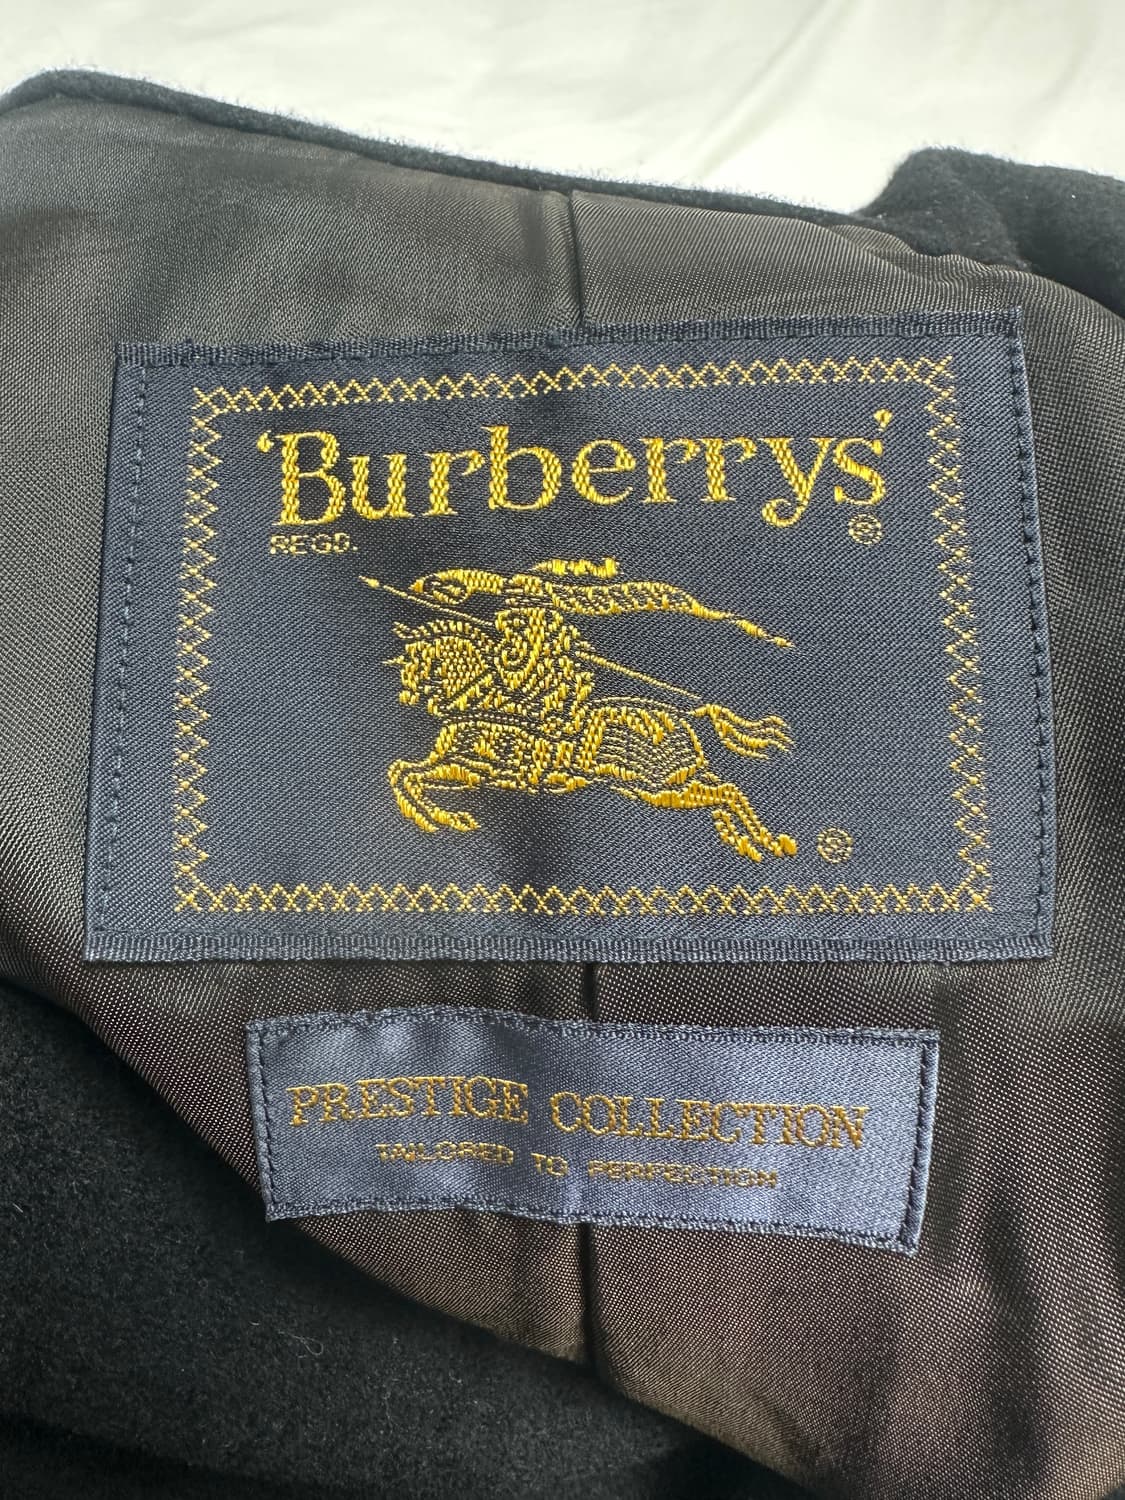 'Burberrys'
REGD. ®
®
PRESTIGE COLLECTION
TAILORED TO PERFECTION